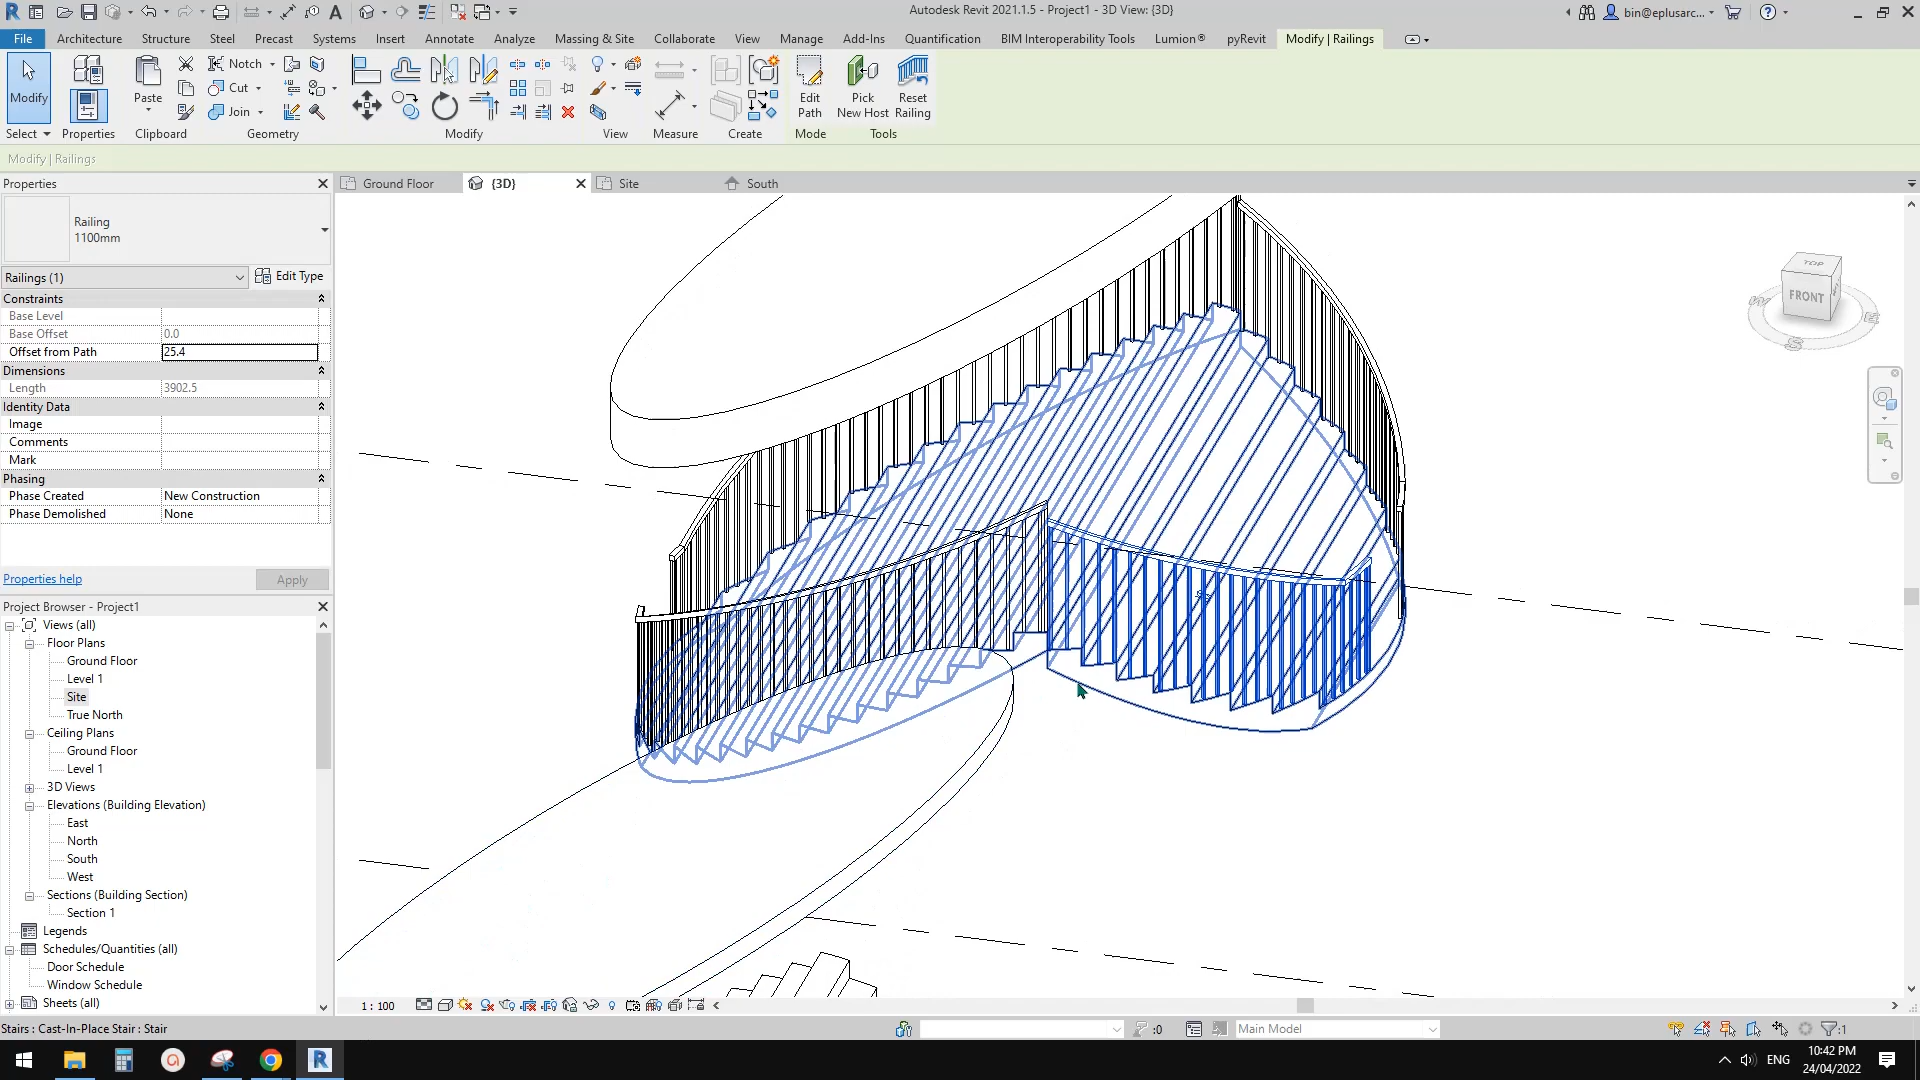 Autodesk Revit 2021.1.5 - Project1 - 3D View: {3D}
bin@eplusarc...
File Architecture Structure Steel Precast Systems Insert Annotate Analyze Massing & Site Collaborate View Manage Add-Ins Quantification BIM Interoperability Tools Lumion® pyRevit Modify | Railings
Notch
Cut
Join
Modify
Paste
Edit Path
Pick New Host
Reset Railing
Select Properties Clipboard Geometry Modify View Measure Create Mode Tools
Modify | Railings
Properties
Ground Floor {3D} Site South
Railing
1100mm
Railings (1) Edit Type
Constraints
Base Level
Base Offset 0.0
Offset from Path 25.4
Dimensions
Length 3902.5
Identity Data
Image
Comments
Mark
Phasing
Phase Created New Construction
Phase Demolished None
Properties help Apply
TOP
FRONT
W
E
S
Project Browser - Project1
Views (all)
Floor Plans
Ground Floor
Level 1
Site
True North
Ceiling Plans
Ground Floor
Level 1
3D Views
Elevations (Building Elevation)
East
North
South
West
Sections (Building Section)
Section 1
Legends
Schedules/Quantities (all)
Door Schedule
Window Schedule
Sheets (all)
1 : 100
Stairs : Cast-In-Place Stair : Stair
:0
Main Model
:1
ENG
10:42 PM
24/04/2022